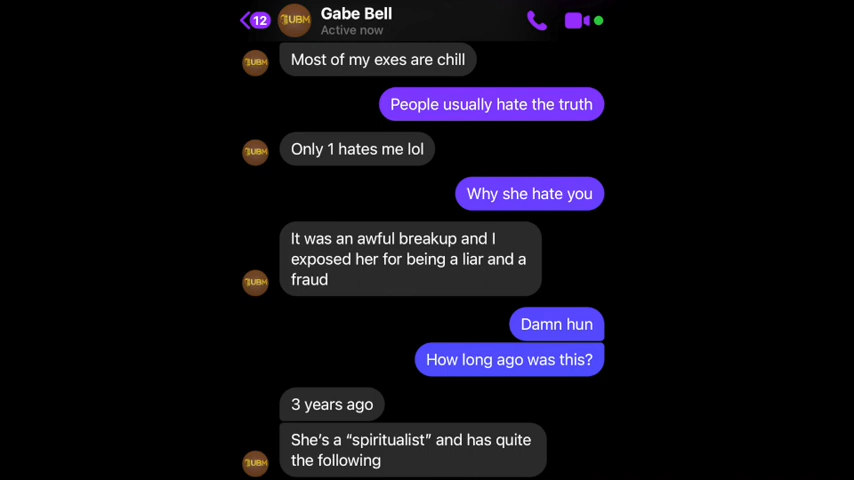 12
Gabe Bell
Active now
Most of my exes are chill
People usually hate the truth
Only 1 hates me lol
Why she hate you
It was an awful breakup and I
exposed her for being a liar and a
fraud
Damn hun
How long ago was this?
3 years ago
She's a “spiritualist” and has quite
the following